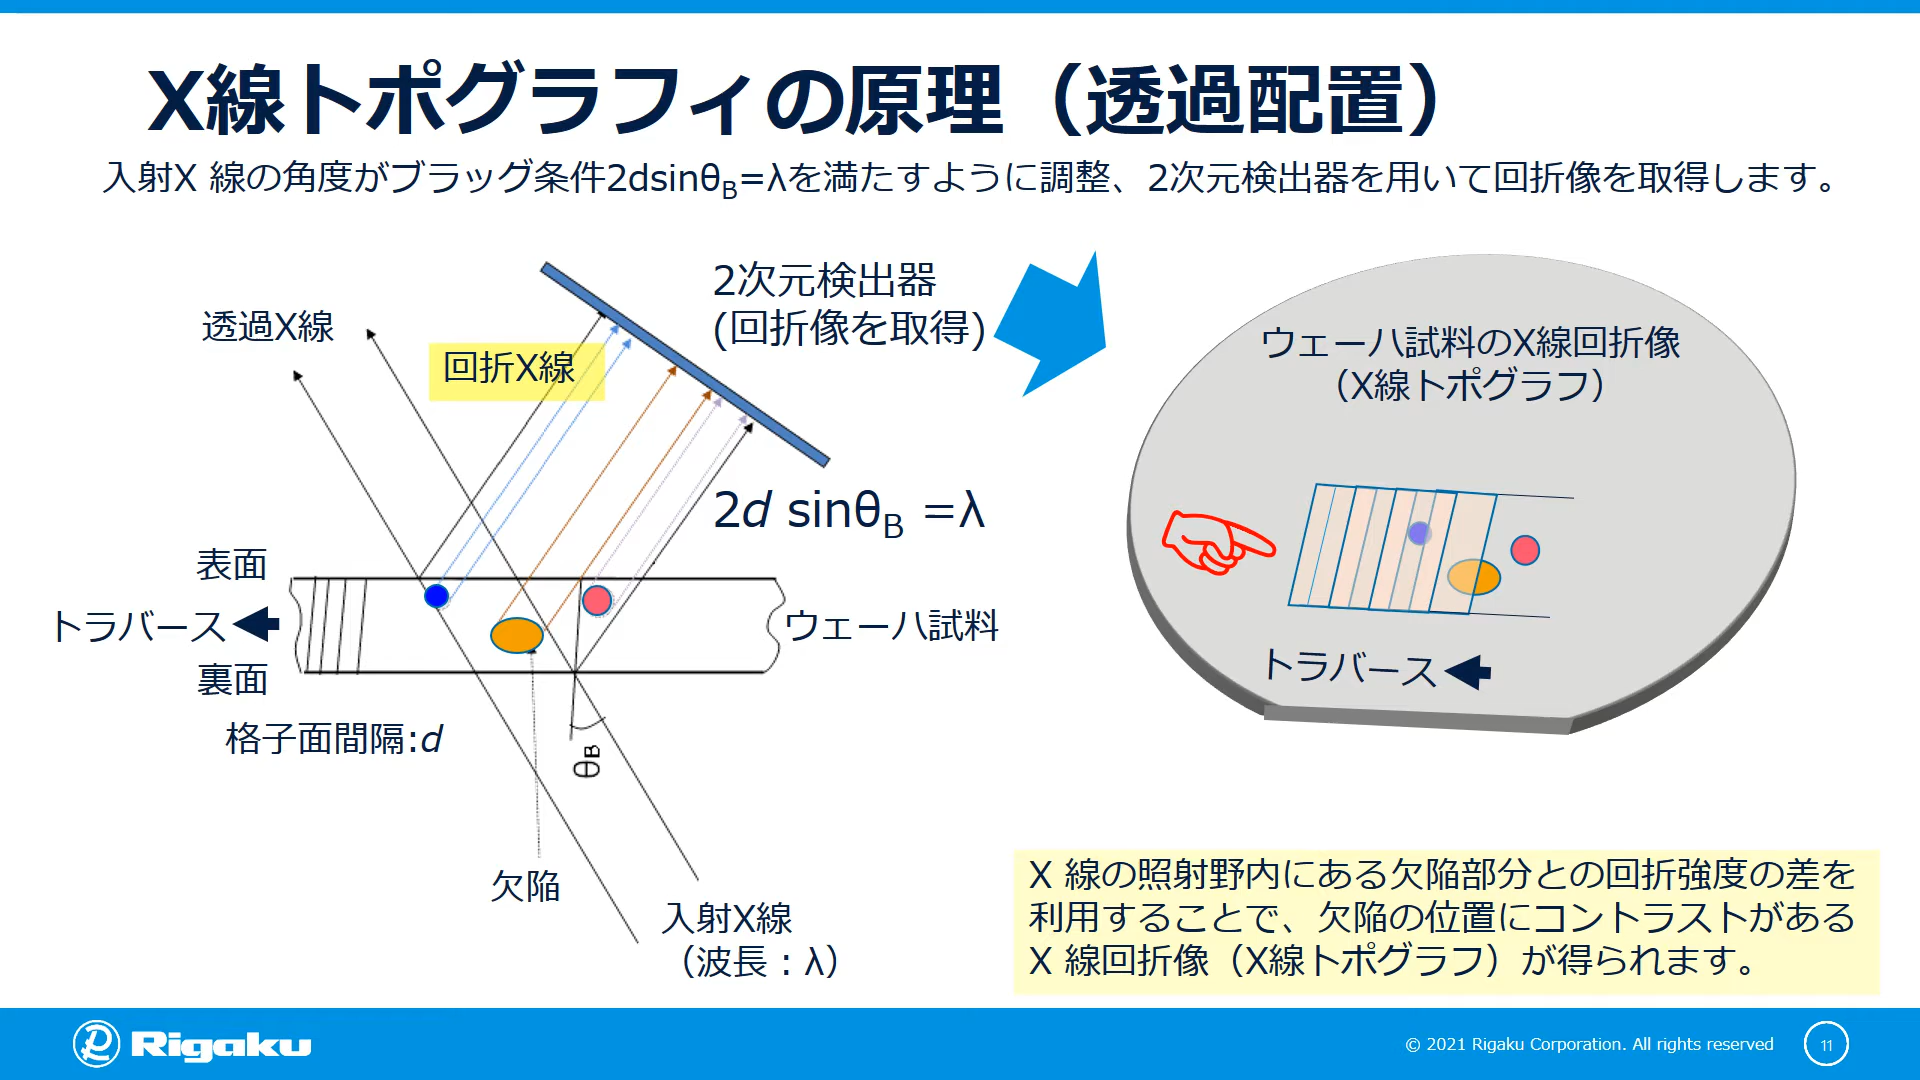 X線トポグラフィの原理（透過配置）
入射X 線の角度がブラッグ条件2dsinθB=λを満たすように調整、2次元検出器を用いて回折像を取得します。
2次元検出器
(回折像を取得)
透過X線
回折X線
2d sinθB =λ
表面
トラバース
ウェーハ試料
裏面
格子面間隔:d
θB
欠陥
入射X線
（波長：λ）
ウェーハ試料のX線回折像
（X線トポグラフ）
トラバース
X 線の照射野内にある欠陥部分との回折強度の差を
利用することで、欠陥の位置にコントラストがある
X 線回折像（X線トポグラフ）が得られます。
Rigaku
© 2021 Rigaku Corporation. All rights reserved
11